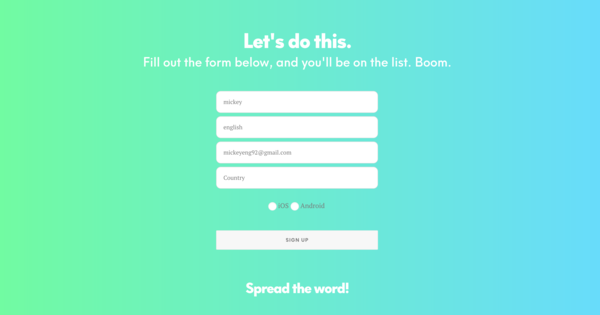 Let's do this.
Fill out the form below, and you'll be on the list. Boom.
mickey
english
mickeyeng92@gmail.com
Country
iOS Android
SIGN UP
Spread the word!